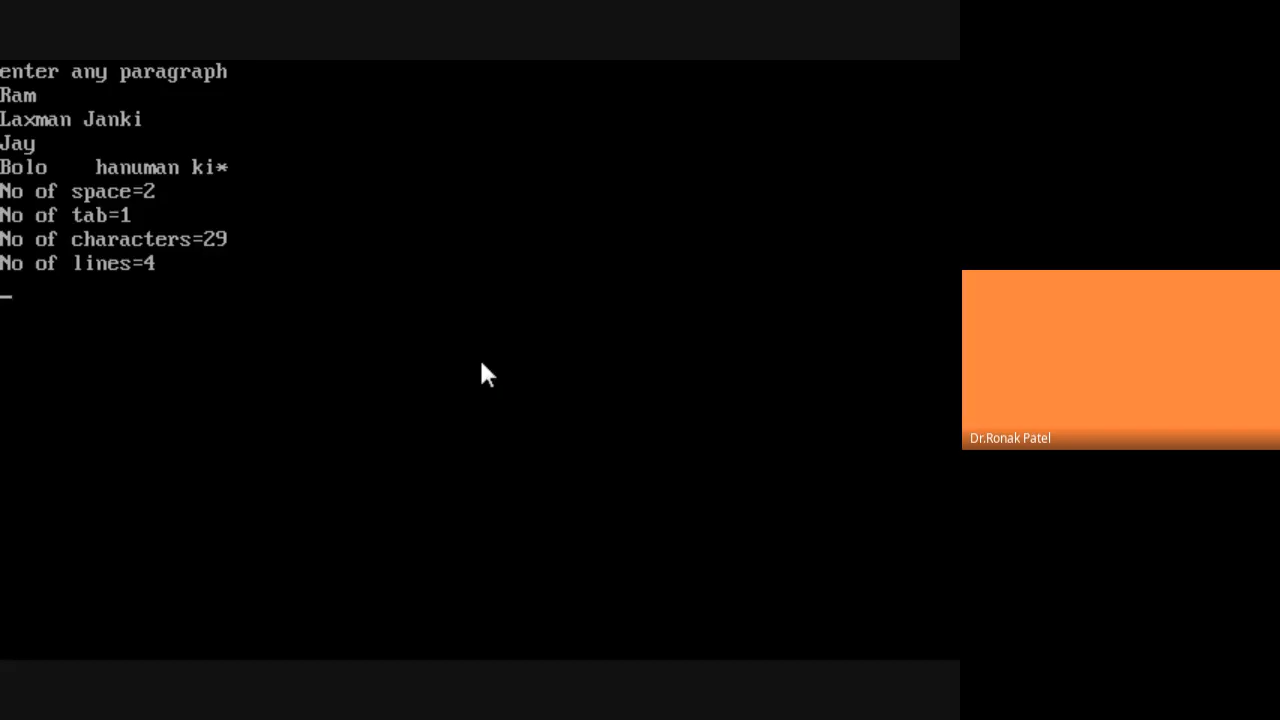 enter any paragraph
Ram
Laxman Janki
Jay
Bolo    hanuman ki*
No of space=2
No of tab=1
No of characters=29
No of lines=4
_
Dr.Ronak Patel